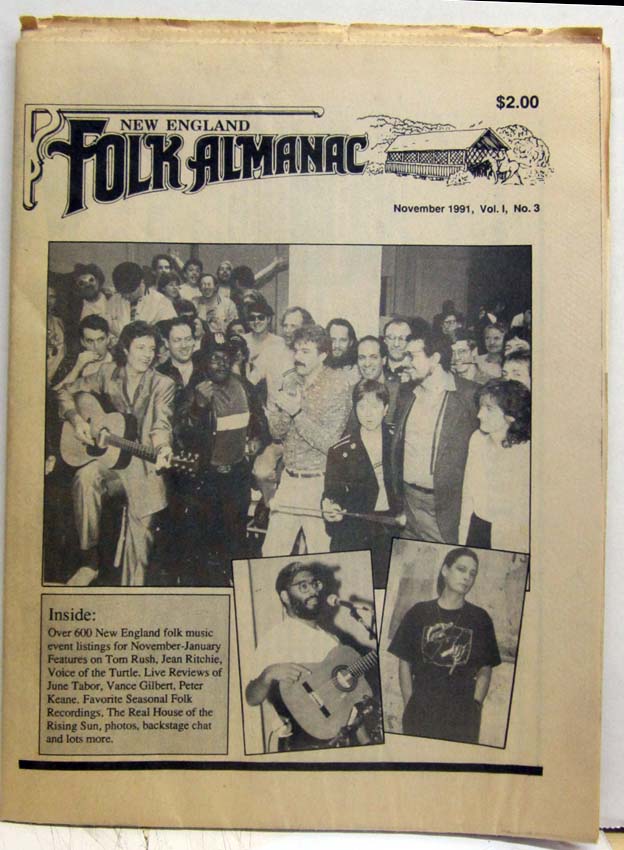 $2.00
NEW ENGLAND
FOLK ALMANAC
November 1991, Vol. I, No. 3
Inside:
Over 600 New England folk music
event listings for November-January
Features on Tom Rush, Jean Ritchie,
Voice of the Turtle. Live Reviews of
June Tabor, Vance Gilbert, Peter
Keane. Favorite Seasonal Folk
Recordings. The Real House of the
Rising Sun, photos, backstage chat
and lots more.